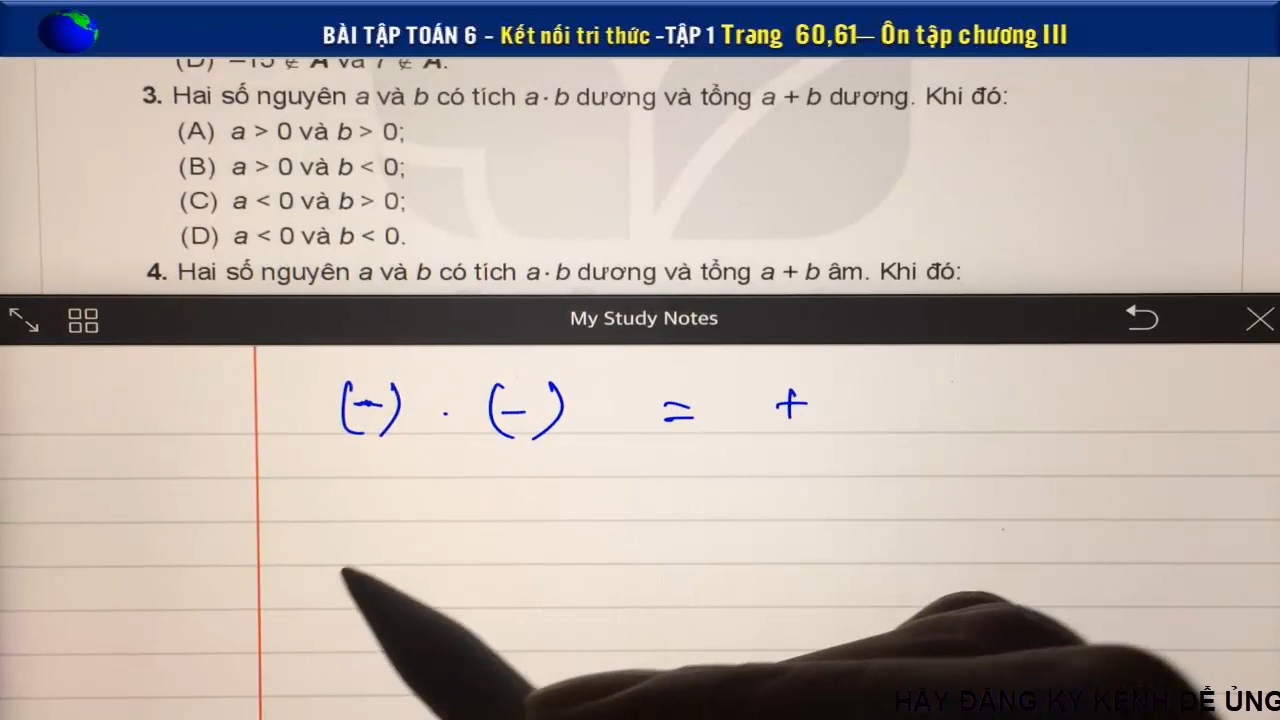 BÀI TẬP TOÁN 6 - Kết nối tri thức -TẬP 1 Trang 60,61– Ôn tập chương III
(D) −15 ∉ A và 7 ∉ A.
3. Hai số nguyên a và b có tích a · b dương và tổng a + b dương. Khi đó:
(A) a > 0 và b > 0;
(B) a > 0 và b < 0;
(C) a < 0 và b > 0;
(D) a < 0 và b < 0.
4. Hai số nguyên a và b có tích a · b dương và tổng a + b âm. Khi đó:
My Study Notes
(-) . (-) = +
HÃY ĐĂNG KÝ KÊNH ĐỂ ỦNG